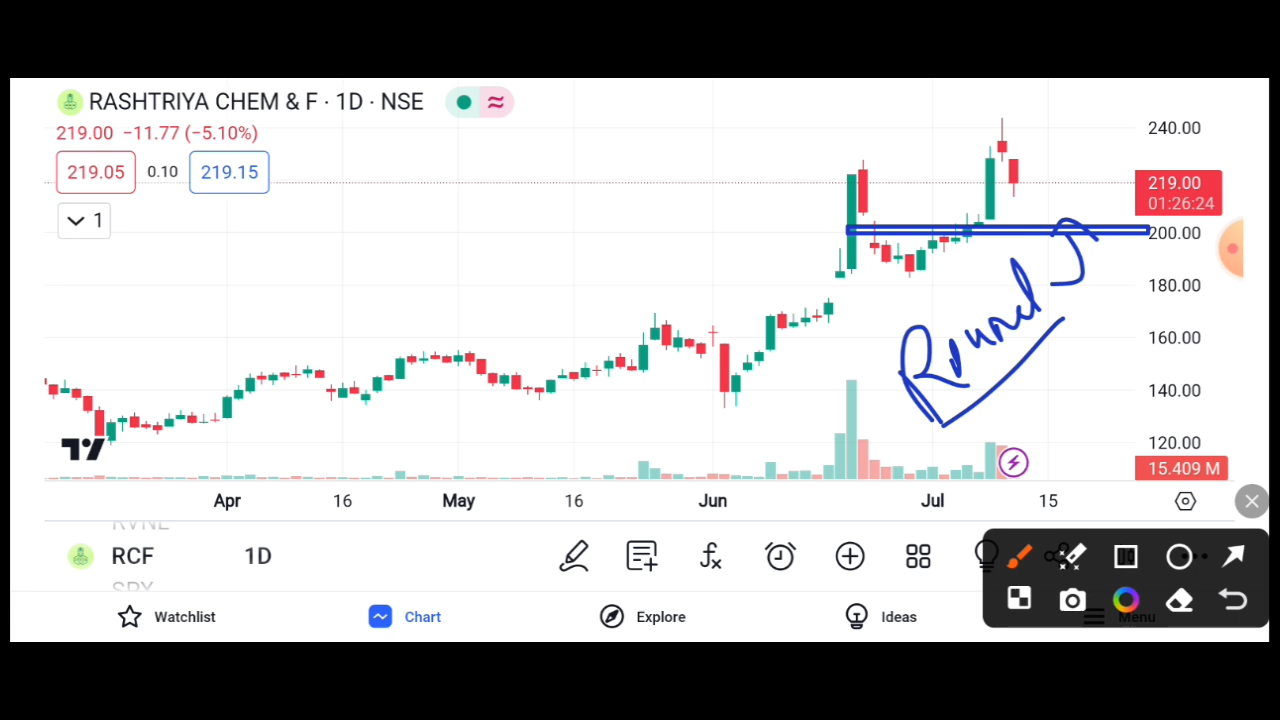 RASHTRIYA CHEM & F · 1D · NSE
219.00 −11.77 (−5.10%)
219.05 0.10 219.15
1
240.00
219.00
01:26:24
200.00
180.00
160.00
140.00
120.00
15.409 M
Round
Apr 16 May 16 Jun Jul 15
RVNL
RCF 1D
Watchlist Chart Explore Ideas Menu